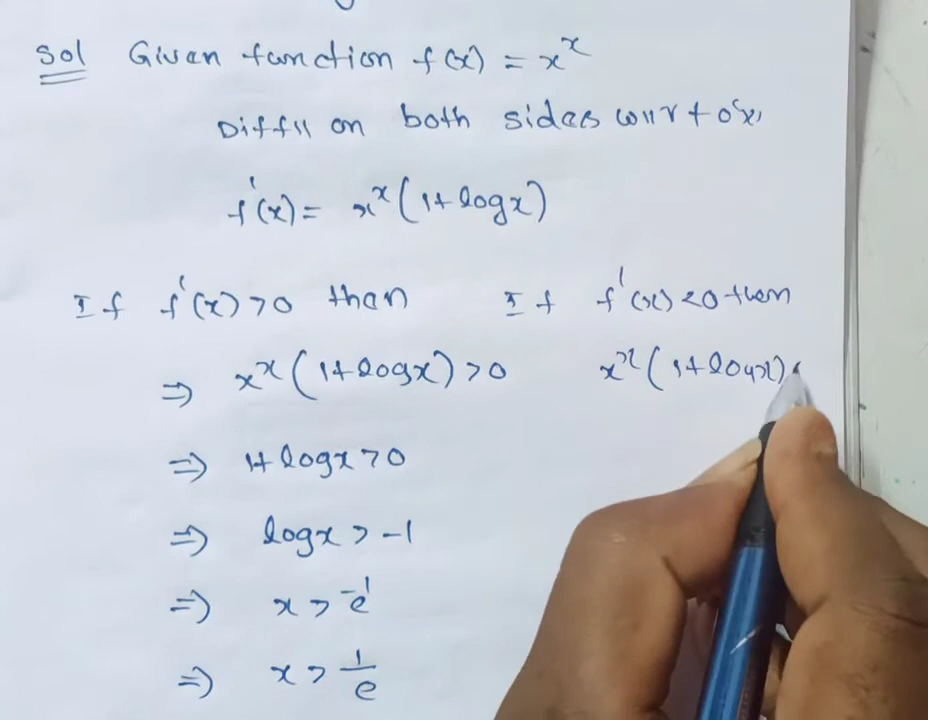 Sol Given function f(x) = x^x
Diff on both sides w r to 'x'
f'(x) = x^x (1+logx)
If f'(x) > 0 then
⇒ x^x (1+logx) > 0
⇒ 1+logx > 0
⇒ logx > -1
⇒ x > e^-1
⇒ x > 1/e
If f'(x) < 0 then
x^x (1+logx)